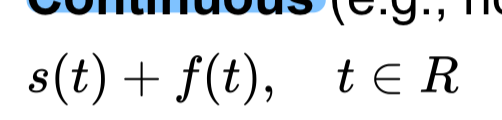 Continuous (e.g.,
s(t) + f(t), t ∈ R